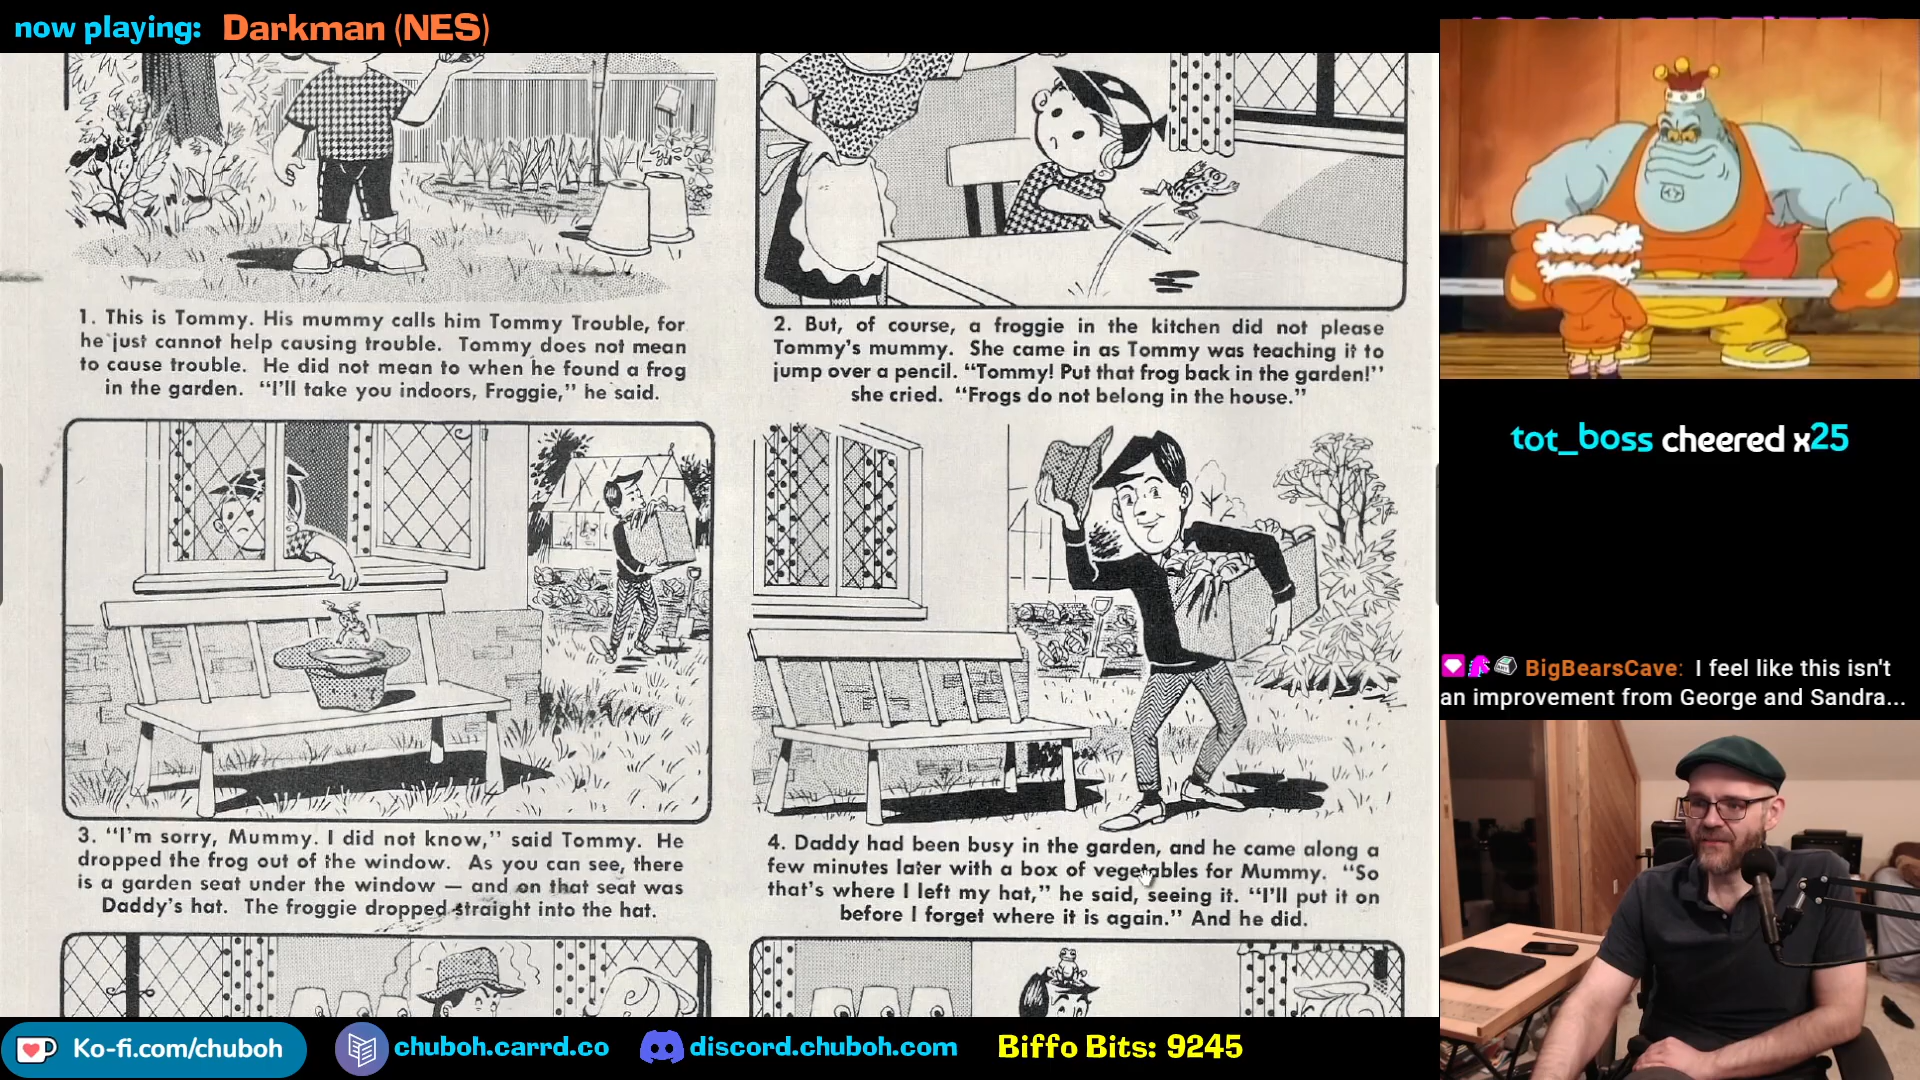 now playing: Darkman (NES)
1. This is Tommy. His mummy calls him Tommy Trouble, for
he just cannot help causing trouble. Tommy does not mean
to cause trouble. He did not mean to when he found a frog
in the garden. "I'll take you indoors, Froggie," he said.
2. But, of course, a froggie in the kitchen did not please
Tommy's mummy. She came in as Tommy was teaching it to
jump over a pencil. "Tommy! Put that frog back in the garden!"
she cried. "Frogs do not belong in the house."
3. "I'm sorry, Mummy. I did not know," said Tommy. He
dropped the frog out of the window. As you can see, there
is a garden seat under the window — and on that seat was
Daddy's hat. The froggie dropped straight into the hat.
4. Daddy had been busy in the garden, and he came along a
few minutes later with a box of vegetables for Mummy. "So
that's where I left my hat," he said, seeing it. "I'll put it on
before I forget where it is again." And he did.
tot_boss cheered x25
BigBearsCave: I feel like this isn't
an improvement from George and Sandra...
Ko-fi.com/chuboh
chuboh.carrd.co
discord.chuboh.com
Biffo Bits: 9245